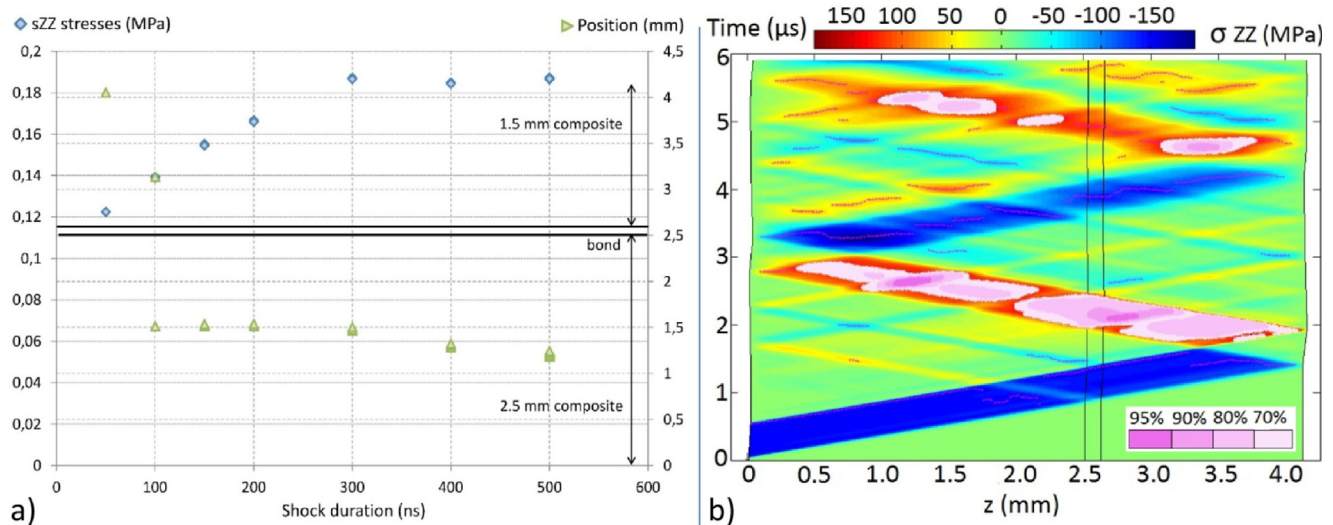 sZZ stresses (MPa)
Position (mm)
0,2
0,18
0,16
0,14
0,12
0,1
0,08
0,06
0,04
0,02
0
4,5
4
3,5
3
2,5
2
1,5
1
0,5
0
1.5 mm composite
bond
2.5 mm composite
0 100 200 300 400 500 600
Shock duration (ns)
a)
Time (µs)
150 100 50 0 -50 -100 -150
σ ZZ (MPa)
6
5
4
3
2
1
0
95% 90% 80% 70%
0 0.5 1.0 1.5 2.0 2.5 3.0 3.5 4.0
z (mm)
b)